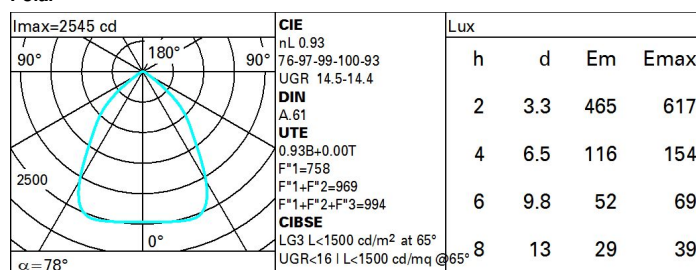 Imax=2545 cd
90° 180° 90°
2500
0°
α=78°
CIE
nL 0.93
76-97-99-100-93
UGR 14.5-14.4
DIN
A.61
UTE
0.93B+0.00T
F"1=758
F"1+F"2=969
F"1+F"2+F"3=994
CIBSE
LG3 L<1500 cd/m² at 65°
UGR<16 | L<1500 cd/mq @65°
Lux
h d Em Emax
2 3.3 465 617
4 6.5 116 154
6 9.8 52 69
8 13 29 39